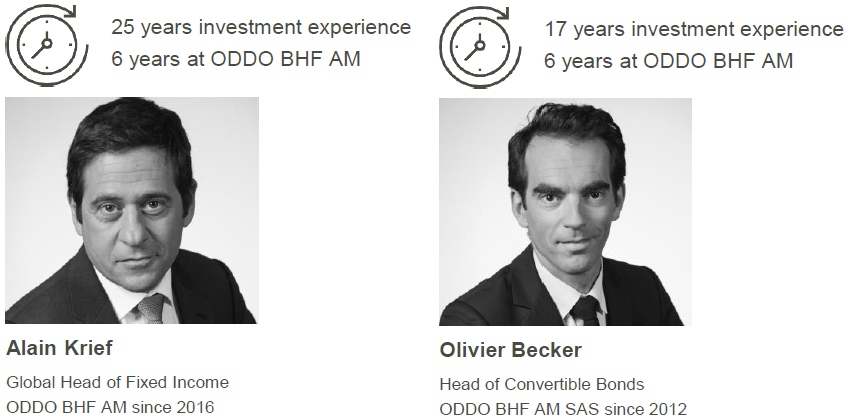 25 years investment experience
6 years at ODDO BHF AM
17 years investment experience
6 years at ODDO BHF AM
Alain Krief
Global Head of Fixed Income
ODDO BHF AM since 2016
Olivier Becker
Head of Convertible Bonds
ODDO BHF AM SAS since 2012